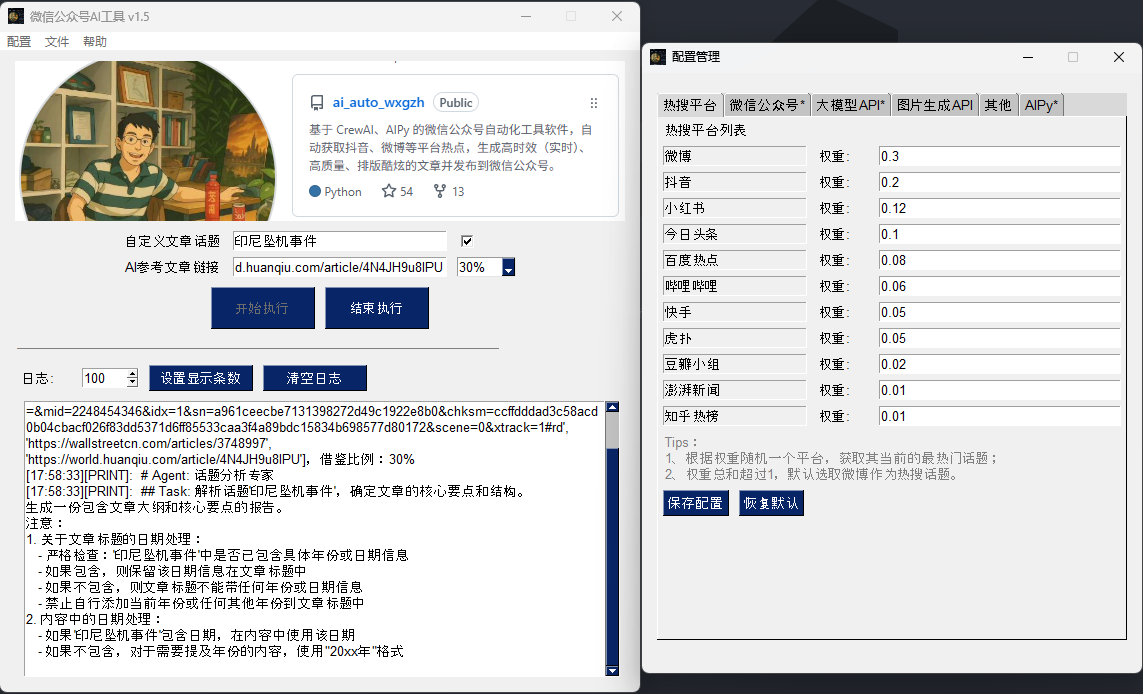 微信公众号AI工具 v1.5
配置 文件 帮助
ai_auto_wxgzh Public
基于 CrewAI、AIPy 的微信公众号自动化工具软件，自
动获取抖音、微博等平台热点，生成高时效（实时）、
高质量、排版酷炫的文章并发布到微信公众号。
Python 54 13
自定义文章话题 印尼坠机事件
AI参考文章链接 d.huanqiu.com/article/4N4JH9u8lPU 30%
开始执行 结束执行
日志: 100 设置显示条数 清空日志
=&mid=2248454346&idx=1&sn=a961ceecbe7131398272d49c1922e8b0&chksm=ccffdddad3c58acd
0b04cbacf026f83dd5371d6ff85533caa3f4a89bdc15834b698577d80172&scene=0&xtrack=1#rd',
'https://wallstreetcn.com/articles/3748997',
'https://world.huanqiu.com/article/4N4JH9u8lPU']，借鉴比例：30%
[17:58:33][PRINT]: # Agent: 话题分析专家
[17:58:33][PRINT]: ## Task: 解析话题'印尼坠机事件'，确定文章的核心要点和结构。
生成一份包含文章大纲和核心要点的报告。
注意：
1. 关于文章标题的日期处理：
- 严格检查：'印尼坠机事件'中是否已包含具体年份或日期信息
- 如果包含，则保留该日期信息在文章标题中
- 如果不包含，则文章标题不能带任何年份或日期信息
- 禁止自行添加当前年份或任何其他年份到文章标题中
2. 内容中的日期处理：
- 如果'印尼坠机事件'包含日期，在内容中使用该日期
- 如果不包含，对于需要提及年份的内容，使用"20xx年"格式
配置管理
热搜平台 微信公众号* 大模型API* 图片生成API 其他 AIPy*
热搜平台列表
微博 权重: 0.3
抖音 权重: 0.2
小红书 权重: 0.12
今日头条 权重: 0.1
百度热点 权重: 0.08
哔哩哔哩 权重: 0.06
快手 权重: 0.05
虎扑 权重: 0.05
豆瓣小组 权重: 0.02
澎湃新闻 权重: 0.01
知乎热榜 权重: 0.01
Tips：
1、根据权重随机一个平台，获取其当前的最热门话题；
2、权重总和超过1，默认选取微博作为热搜话题。
保存配置 恢复默认